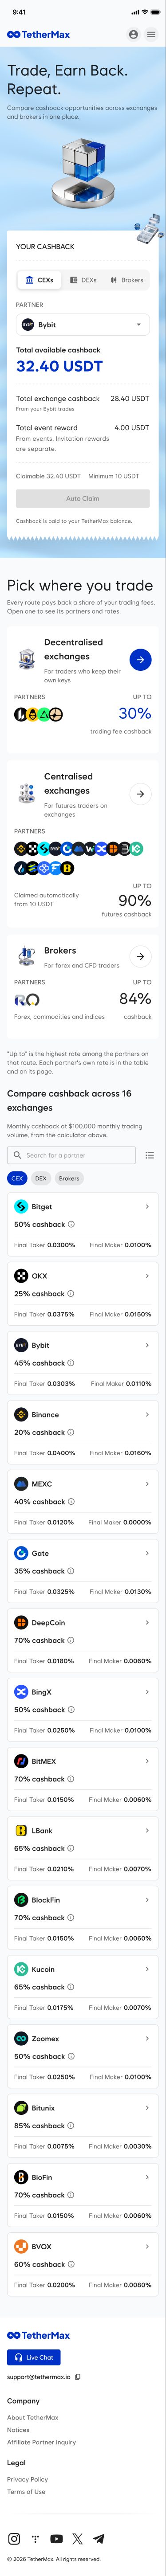 9:41
TetherMax
Trade, Earn Back.
Repeat.
Compare cashback opportunities across exchanges
and brokers in one place.
YOUR CASHBACK
CEXs DEXs Brokers
PARTNER
BYBIT Bybit
Total available cashback
32.40 USDT
Total exchange cashback 28.40 USDT
From your Bybit trades
Total event reward 4.00 USDT
From events. Invitation rewards
are separate.
Claimable 32.40 USDT Minimum 10 USDT
Auto Claim
Cashback is paid to your TetherMax balance.
Pick where you trade
Every route pays back a share of your trading fees.
Open one to see its partners and rates.
Decentralised
exchanges
For traders who keep their
own keys
PARTNERS UP TO
30%
trading fee cashback
Centralised
exchanges
For futures traders on
exchanges
PARTNERS
Claimed automatically
from 10 USDT
UP TO
90%
futures cashback
Brokers
For forex and CFD traders
PARTNERS UP TO
84%
Forex, commodities and indices cashback
"Up to" is the highest rate among the partners on
that route. Each partner's own rate is in the table
and on its page.
Compare cashback across 16
exchanges
Monthly cashback at $100,000 monthly trading
volume, from the calculator above.
Search for a partner
CEX DEX Brokers
Bitget
50% cashback
Final Taker 0.0300% Final Maker 0.0100%
OKX
25% cashback
Final Taker 0.0375% Final Maker 0.0150%
BYBIT Bybit
45% cashback
Final Taker 0.0303% Final Maker 0.0110%
Binance
20% cashback
Final Taker 0.0400% Final Maker 0.0160%
MEXC
40% cashback
Final Taker 0.0120% Final Maker 0.0000%
Gate
35% cashback
Final Taker 0.0325% Final Maker 0.0130%
DeepCoin
70% cashback
Final Taker 0.0180% Final Maker 0.0060%
BingX
50% cashback
Final Taker 0.0250% Final Maker 0.0100%
BitMEX
70% cashback
Final Taker 0.0150% Final Maker 0.0060%
LBank
65% cashback
Final Taker 0.0210% Final Maker 0.0070%
BlockFin
70% cashback
Final Taker 0.0150% Final Maker 0.0060%
Kucoin
65% cashback
Final Taker 0.0175% Final Maker 0.0070%
Zoomex
50% cashback
Final Taker 0.0250% Final Maker 0.0100%
Bitunix
85% cashback
Final Taker 0.0075% Final Maker 0.0030%
BioFin
70% cashback
Final Taker 0.0150% Final Maker 0.0060%
BVOX
60% cashback
Final Taker 0.0200% Final Maker 0.0080%
TetherMax
Live Chat
support@tethermax.io
Company
About TetherMax
Notices
Affiliate Partner Inquiry
Legal
Privacy Policy
Terms of Use
© 2026 TetherMax. All rights reserved.